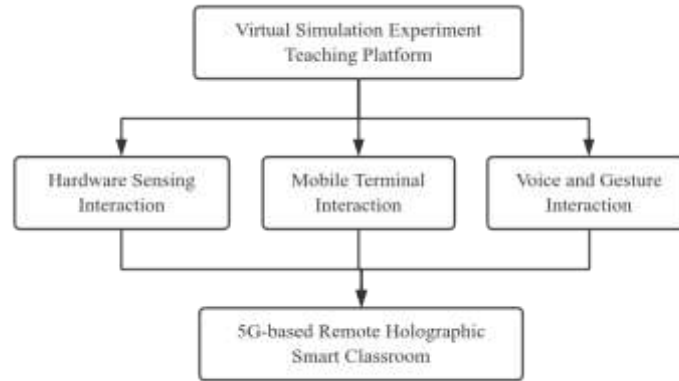 Virtual Simulation Experiment
Teaching Platform
Hardware Sensing
Interaction
Mobile Terminal
Interaction
Voice and Gesture
Interaction
5G-based Remote Holographic
Smart Classroom